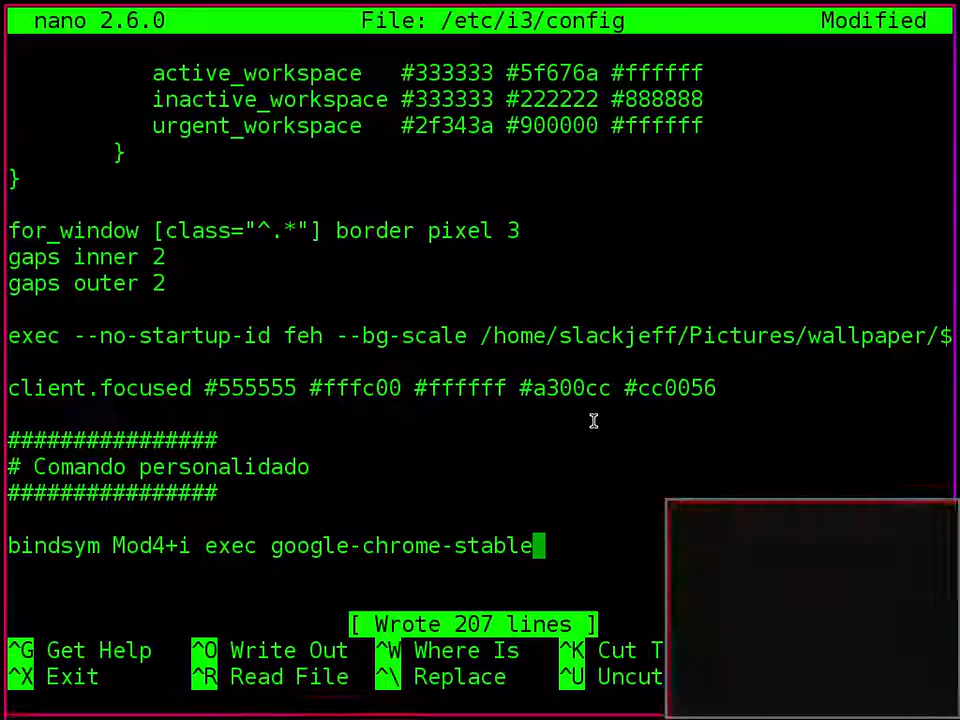 nano 2.6.0 File: /etc/i3/config Modified
active_workspace #333333 #5f676a #ffffff
inactive_workspace #333333 #222222 #888888
urgent_workspace #2f343a #900000 #ffffff
}
}
for_window [class="^.*"] border pixel 3
gaps inner 2
gaps outer 2
exec --no-startup-id feh --bg-scale /home/slackjeff/Pictures/wallpaper/$
client.focused #555555 #fffc00 #ffffff #a300cc #cc0056
################
# Comando personalidado
################
bindsym Mod4+i exec google-chrome-stable
[ Wrote 207 lines ]
^G Get Help ^O Write Out ^W Where Is ^K Cut T
^X Exit ^R Read File ^\ Replace ^U Uncut